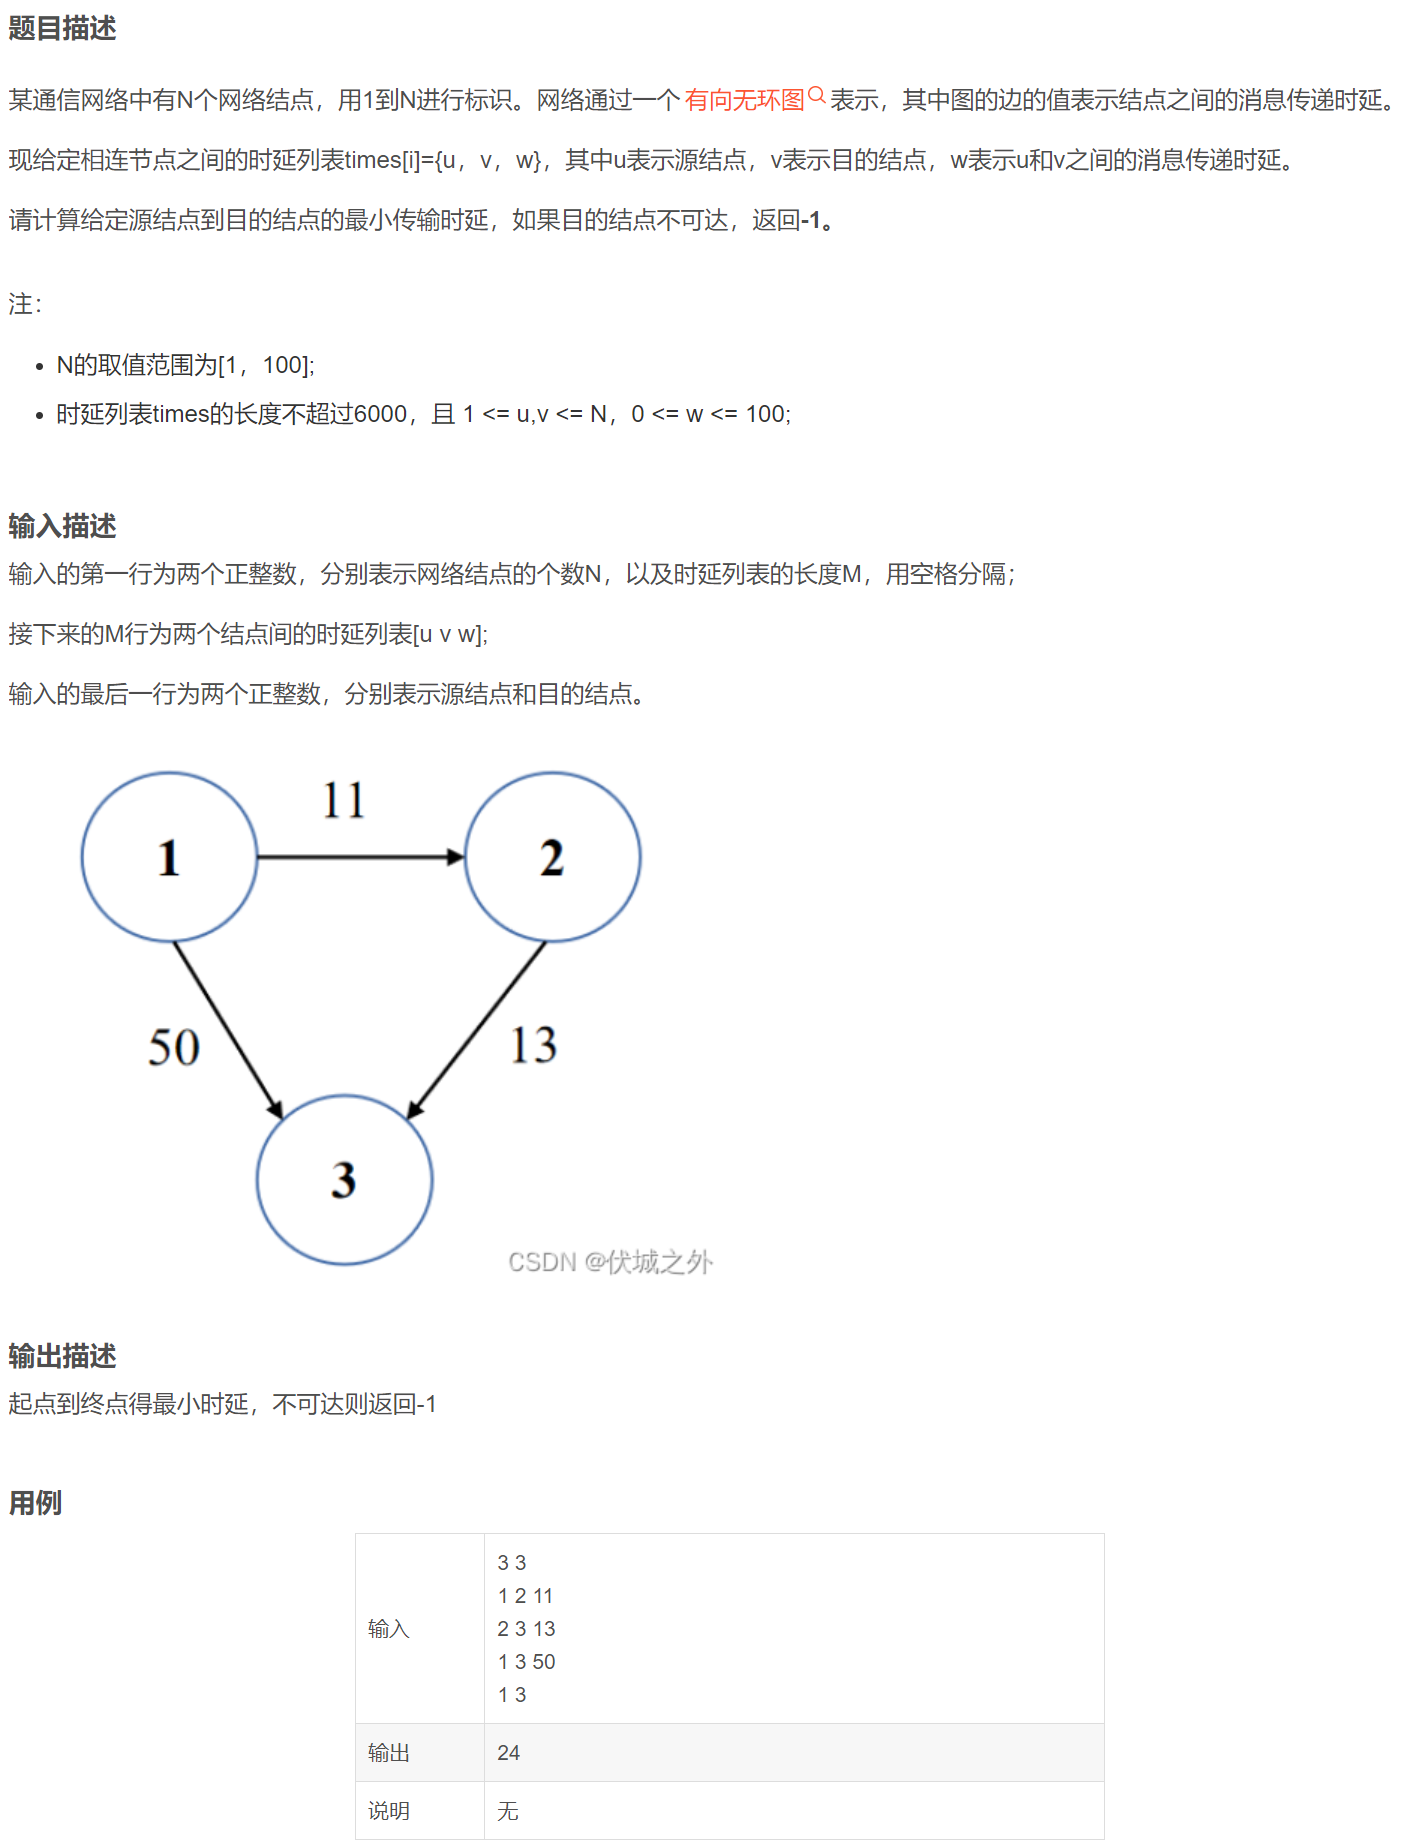 题目描述
某通信网络中有N个网络结点，用1到N进行标识。网络通过一个 有向无环图 表示，其中图的边的值表示结点之间的消息传递时延。
现给定相连节点之间的时延列表times[i]={u，v，w}，其中u表示源结点，v表示目的结点，w表示u和v之间的消息传递时延。
请计算给定源结点到目的结点的最小传输时延，如果目的结点不可达，返回-1。
注：
• N的取值范围为[1，100];
• 时延列表times的长度不超过6000，且 1 <= u,v <= N，0 <= w <= 100;
输入描述
输入的第一行为两个正整数，分别表示网络结点的个数N，以及时延列表的长度M，用空格分隔；
接下来的M行为两个结点间的时延列表[u v w];
输入的最后一行为两个正整数，分别表示源结点和目的结点。
11
1
2
50
13
3
CSDN @伏城之外
输出描述
起点到终点得最小时延，不可达则返回-1
用例
输入
3 3
1 2 11
2 3 13
1 3 50
1 3
输出
24
说明
无